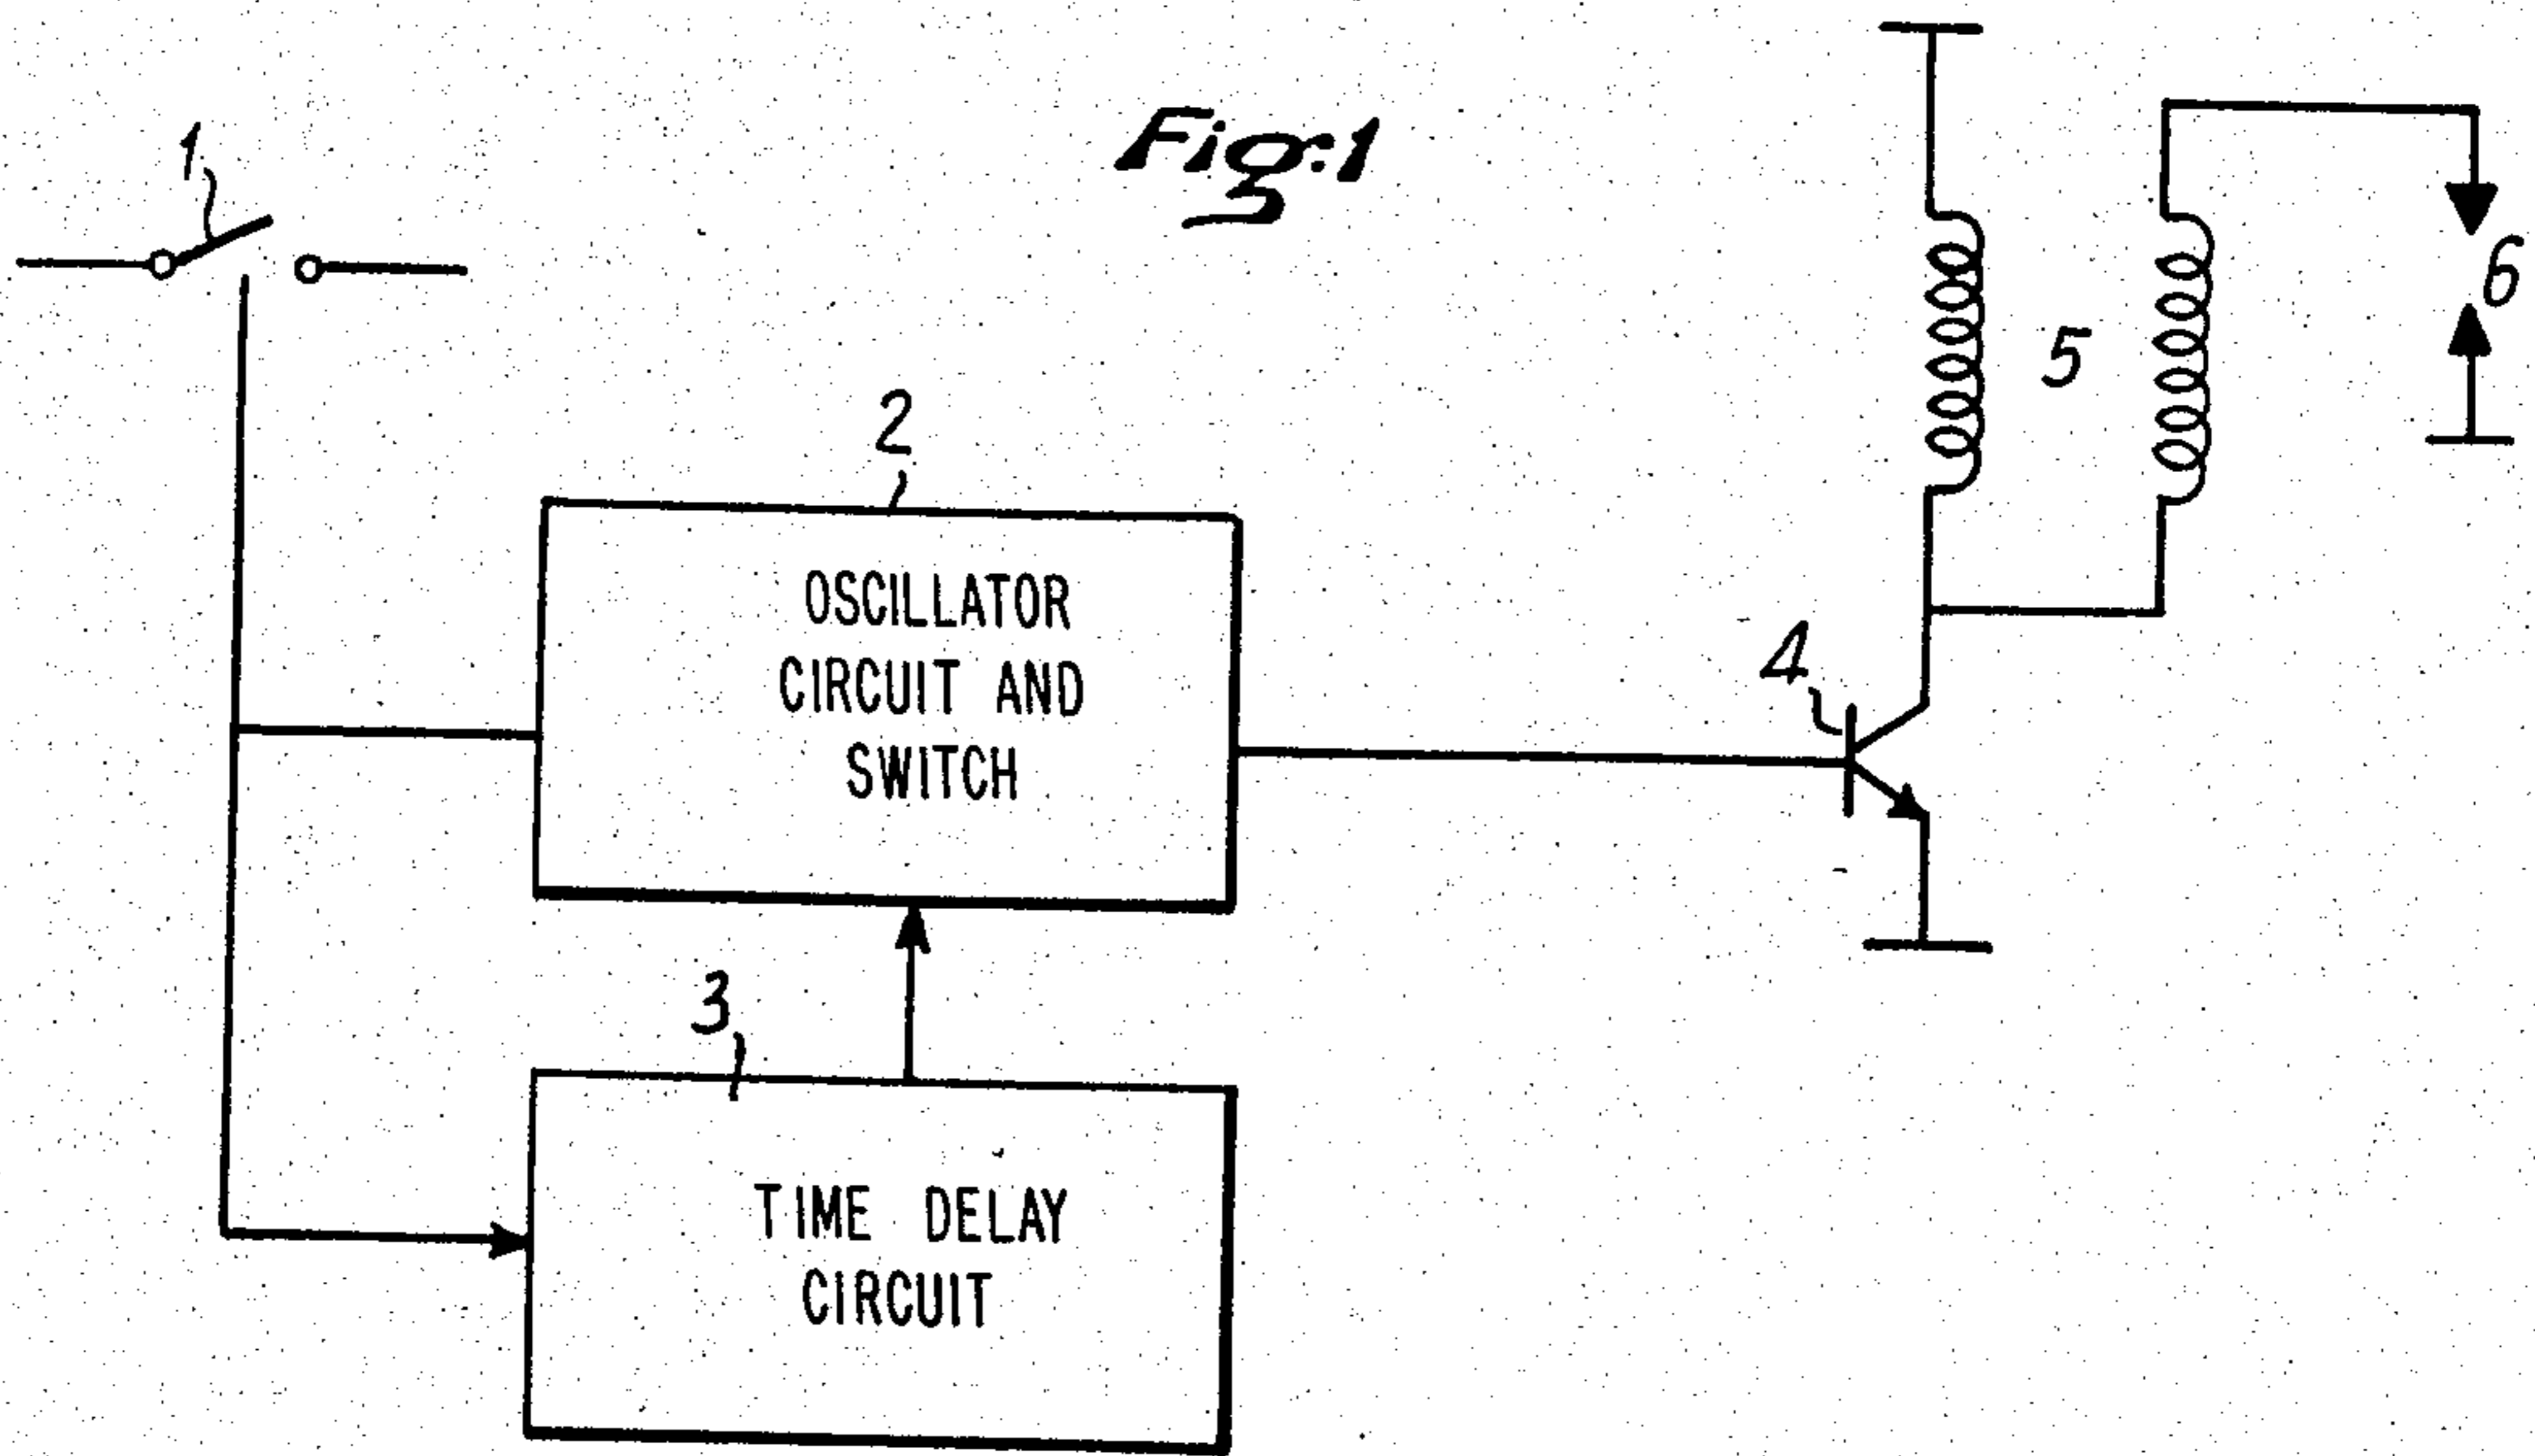 Fig. 1
1
6
5
2
OSCILLATOR
CIRCUIT AND
SWITCH
4
3
TIME DELAY
CIRCUIT